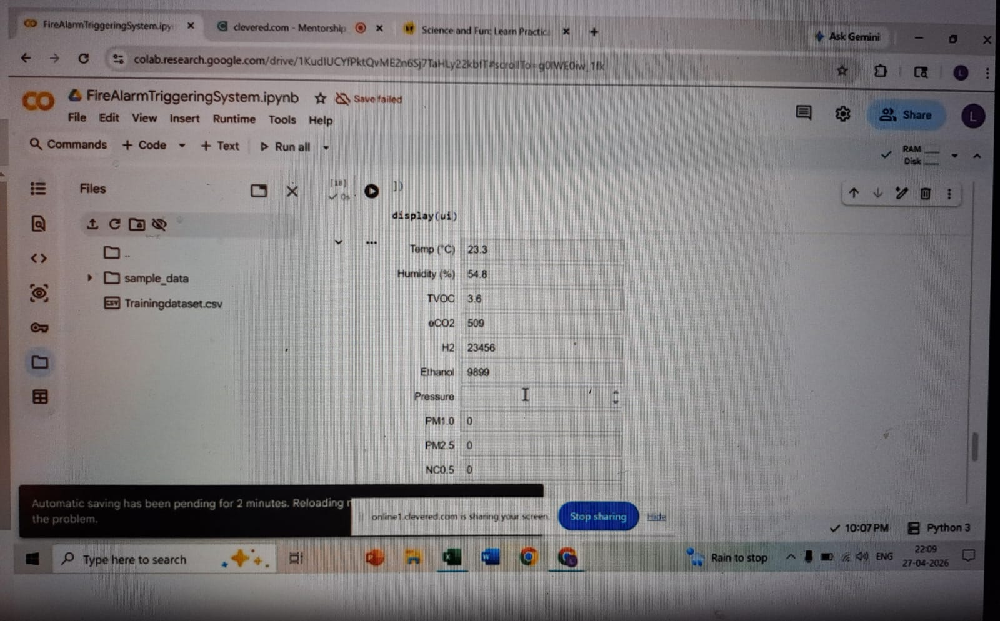 FireAlarmTriggeringSystem.ipy
clevered.com - Mentorship
Science and Fun: Learn Practic
Ask Gemini
colab.research.google.com/drive/1KudIUCYfPktQvME2n6Sj7TaHLy22kbfT#scrollTo=g0IWE0iw_1fk
CO
FireAlarmTriggeringSystem.ipynb
Save failed
File Edit View Insert Runtime Tools Help
Share
L
Commands + Code + Text Run all
RAM
Disk
Files
[18]
0s
])
display(ui)
..
sample_data
Trainingdataset.csv
Temp (°C) 23.3
Humidity (%) 54.8
TVOC 3.6
eCO2 509
H2 23456
Ethanol 9899
Pressure
PM1.0 0
PM2.5 0
NC0.5 0
Automatic saving has been pending for 2 minutes. Reloading
the problem.
online1.clevered.com is sharing your screen.
Stop sharing
Hide
10:07 PM
Python 3
Type here to search
Rain to stop
ENG
22:09
27-04-2026